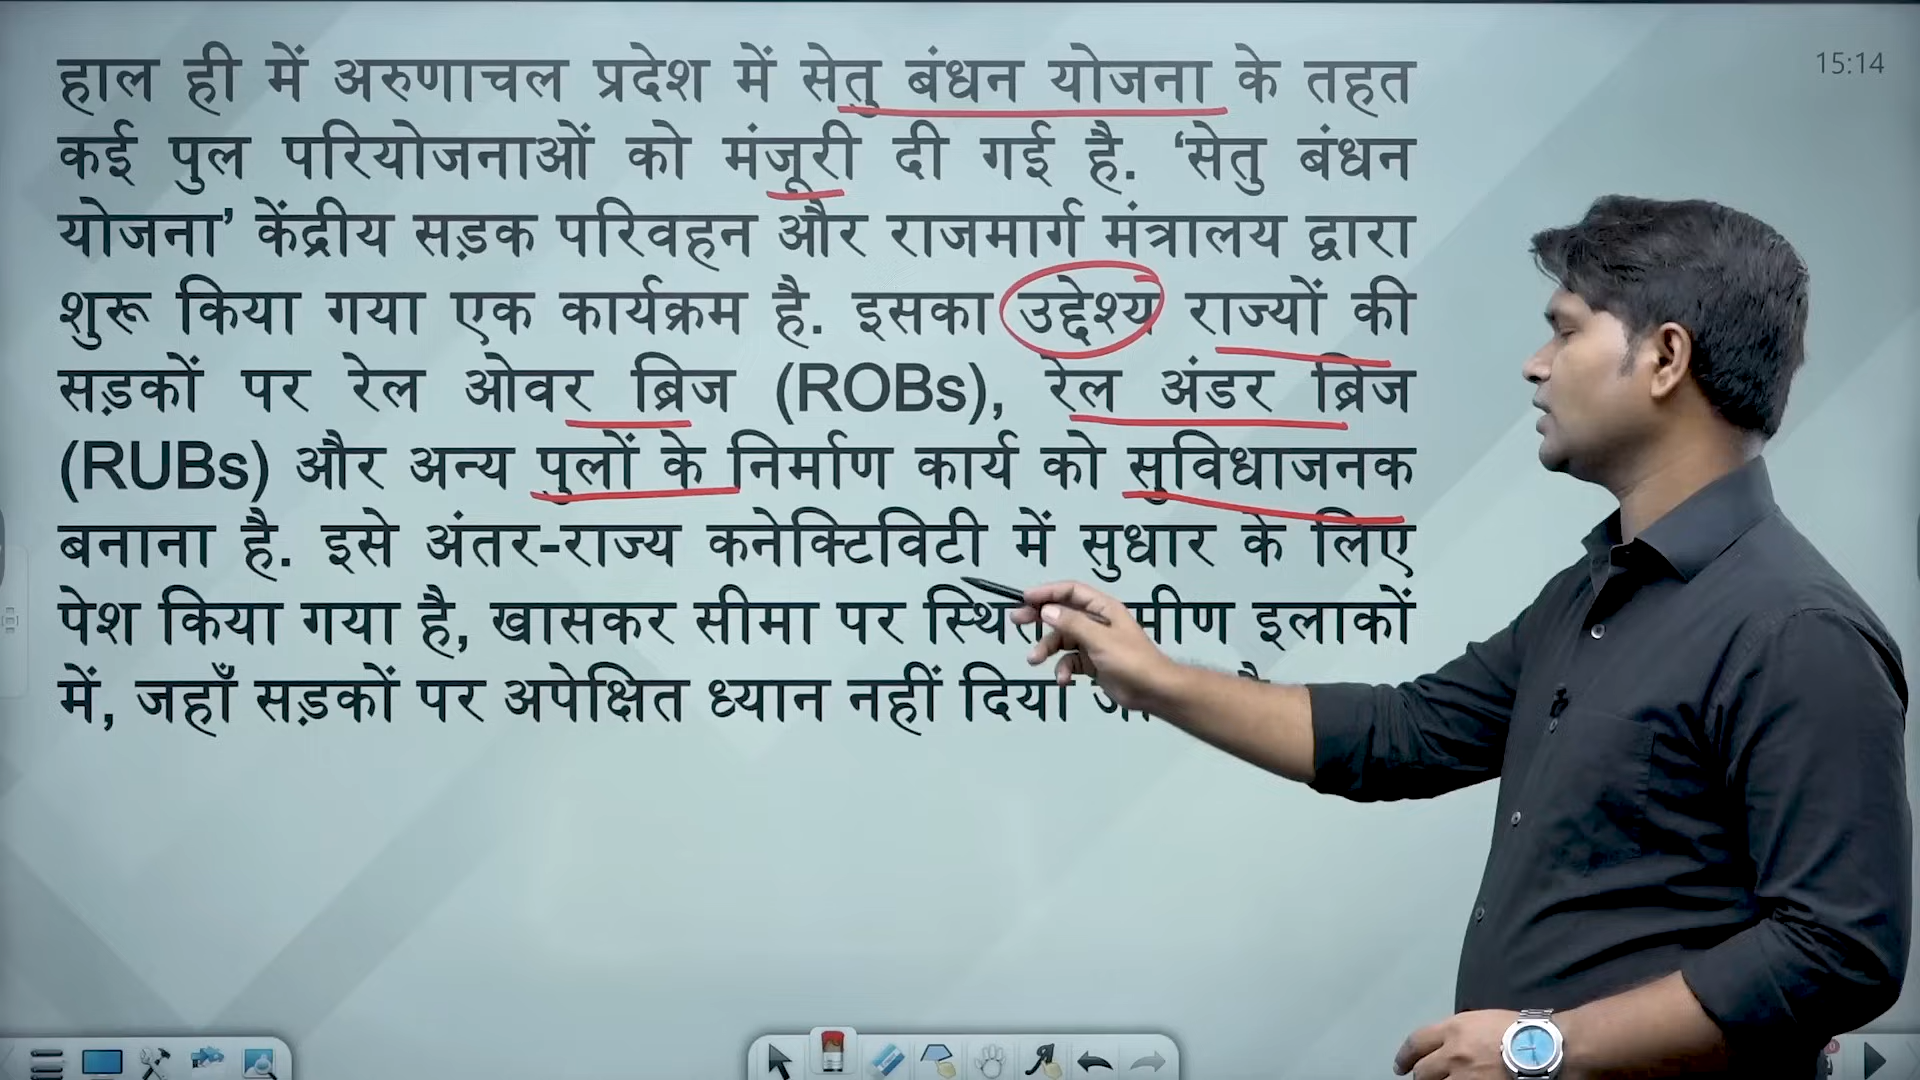 15:14
हाल ही में अरुणाचल प्रदेश में सेतु बंधन योजना के तहत
कई पुल परियोजनाओं को मंजूरी दी गई है. ‘सेतु बंधन
योजना’ केंद्रीय सड़क परिवहन और राजमार्ग मंत्रालय द्वारा
शुरू किया गया एक कार्यक्रम है. इसका उद्देश्य राज्यों की
सड़कों पर रेल ओवर ब्रिज (ROBs), रेल अंडर ब्रिज
(RUBs) और अन्य पुलों के निर्माण कार्य को सुविधाजनक
बनाना है. इसे अंतर-राज्य कनेक्टिविटी में सुधार के लिए
पेश किया गया है, खासकर सीमा पर स्थित इलाकों
में, जहाँ सड़कों पर अपेक्षित ध्यान नहीं दिया